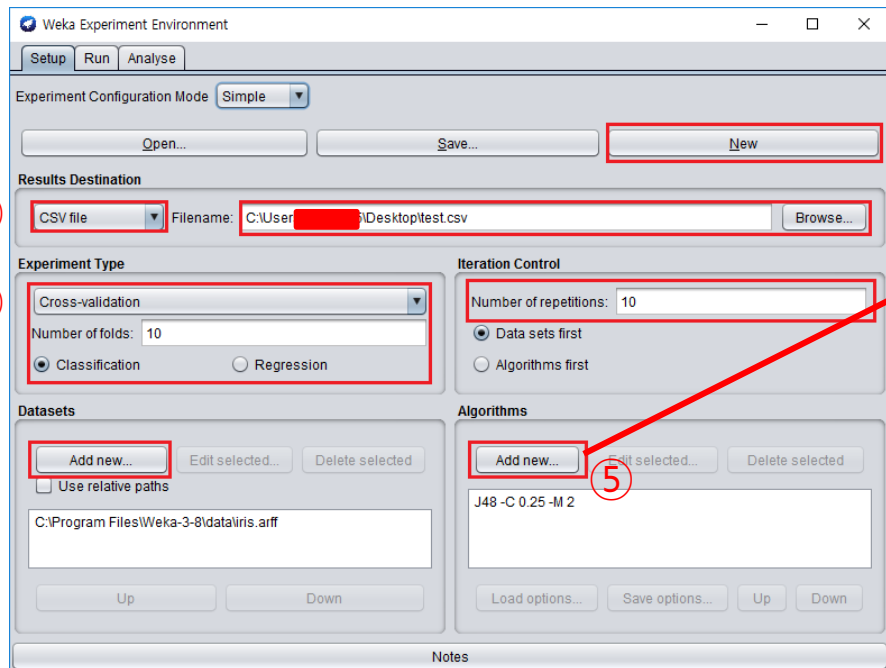 Weka Experiment Environment
Setup Run Analyse
Experiment Configuration Mode Simple
Open... Save... New
Results Destination
CSV file Filename: C:\User \Desktop\test.csv Browse...
Experiment Type Iteration Control
Cross-validation Number of repetitions: 10
Number of folds: 10 Data sets first
Classification Regression Algorithms first
Datasets Algorithms
Add new... Edit selected... Delete selected Add new... Edit selected... Delete selected
⑤
Use relative paths
C:\Program Files\Weka-3-8\data\iris.arff J48 -C 0.25 -M 2
Up Down Load options... Save options... Up Down
Notes